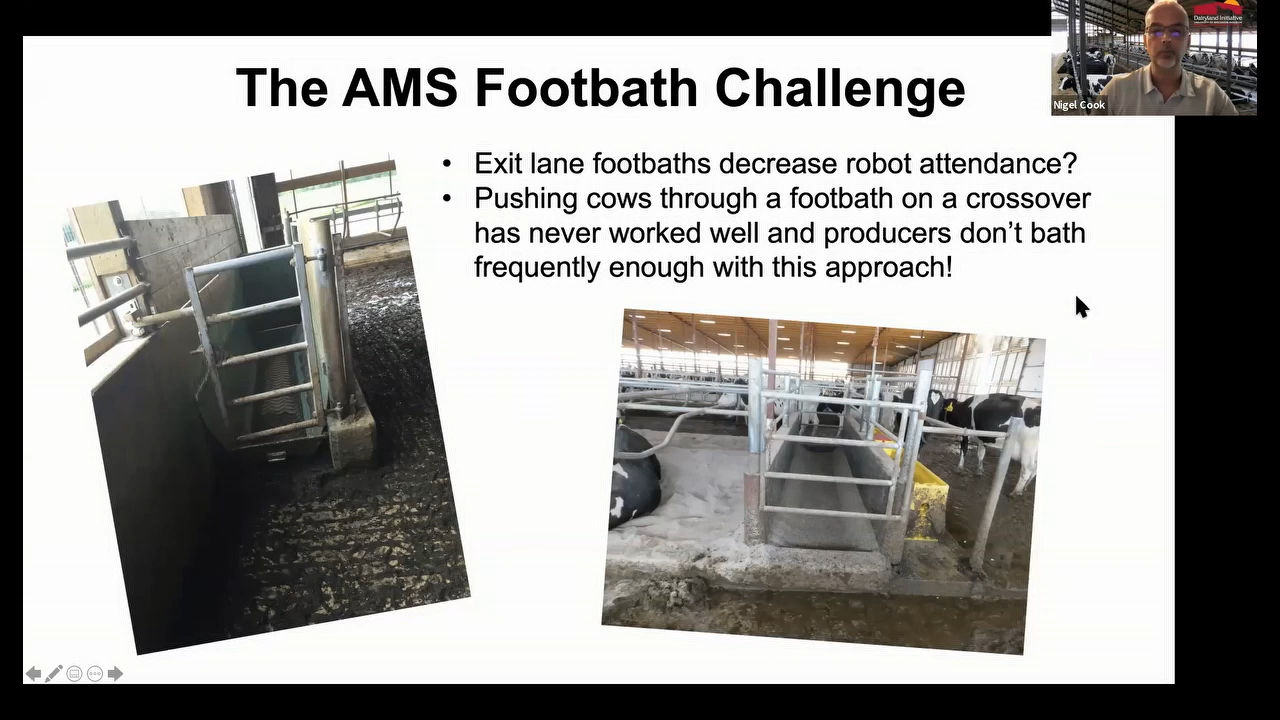 The AMS Footbath Challenge
Dairyland Initiative
Nigel Cook
• Exit lane footbaths decrease robot attendance?
• Pushing cows through a footbath on a crossover
has never worked well and producers don't bath
frequently enough with this approach!